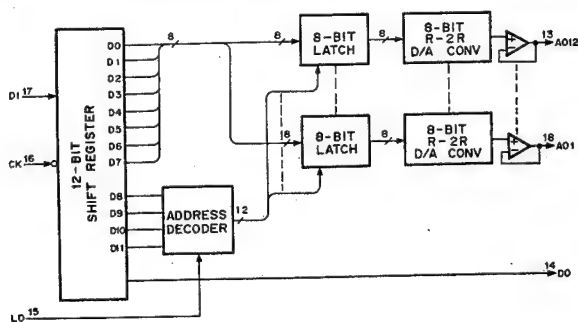 12-BIT
SHIFT REGISTER
DI 17
CK 16
LD 15
D0
D1
D2
D3
D4
D5
D6
D7
D8
D9
D10
D11
8
8
8-BIT
LATCH
8
8-BIT
R-2R
D/A CONV
13
AO12
8
8-BIT
LATCH
8
8-BIT
R-2R
D/A CONV
18
AO1
ADDRESS
DECODER
12
14
DO